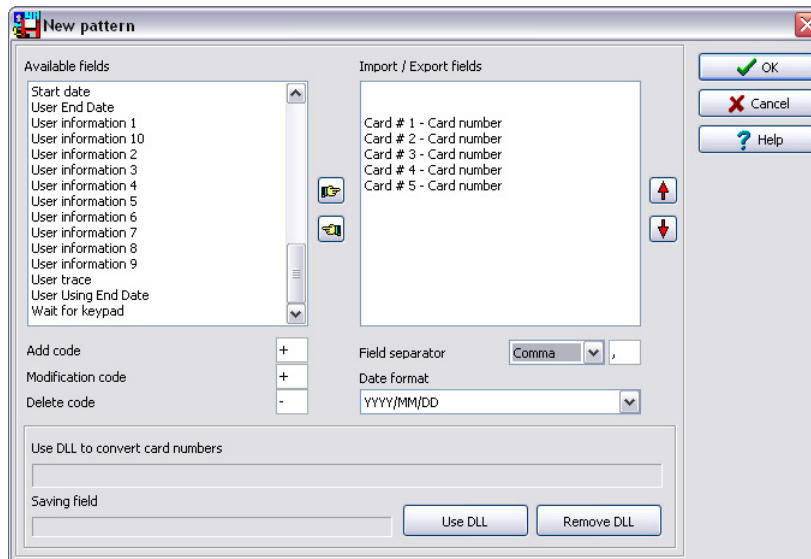 New pattern
Available fields
Start date
User End Date
User information 1
User information 10
User information 2
User information 3
User information 4
User information 5
User information 6
User information 7
User information 8
User information 9
User trace
User Using End Date
Wait for keypad
Import / Export fields
Card # 1 - Card number
Card # 2 - Card number
Card # 3 - Card number
Card # 4 - Card number
Card # 5 - Card number
OK
Cancel
? Help
Add code +
Modification code +
Delete code -
Field separator Comma ,
Date format
YYYY/MM/DD
Use DLL to convert card numbers
Saving field
Use DLL Remove DLL